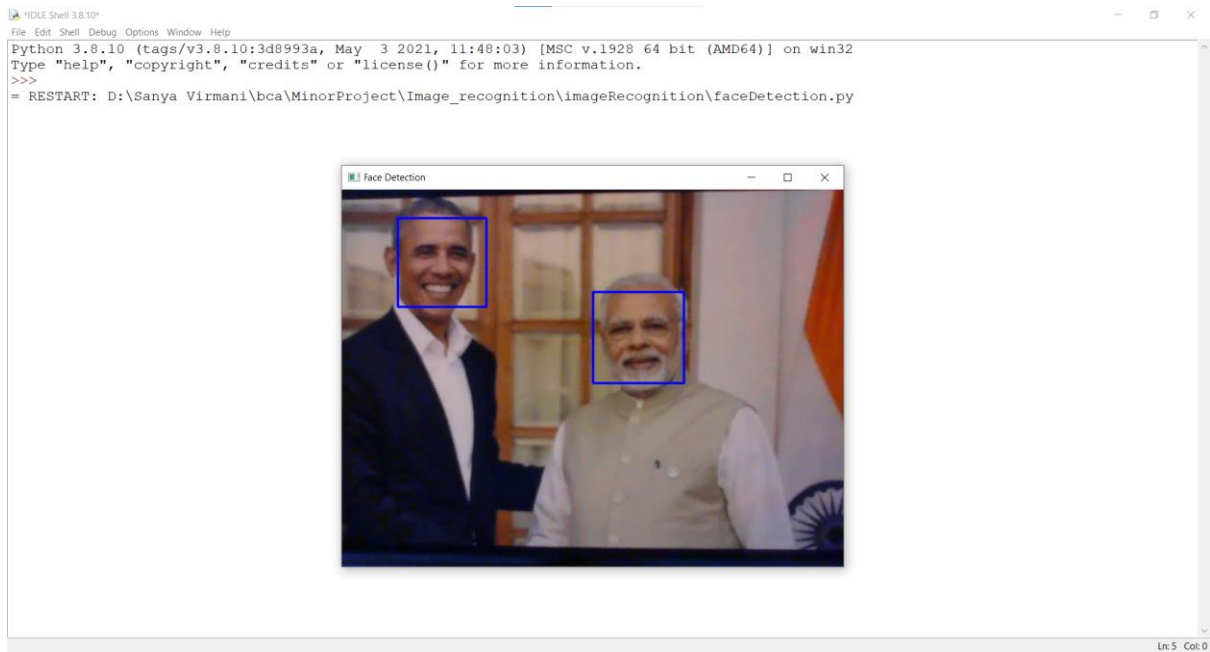 *IDLE Shell 3.8.10*
File Edit Shell Debug Options Window Help
Python 3.8.10 (tags/v3.8.10:3d8993a, May  3 2021, 11:48:03) [MSC v.1928 64 bit (AMD64)] on win32
Type "help", "copyright", "credits" or "license()" for more information.
>>>
= RESTART: D:\Sanya Virmani\bca\MinorProject\Image_recognition\imageRecognition\faceDetection.py
Face Detection
Ln: 5 Col: 0